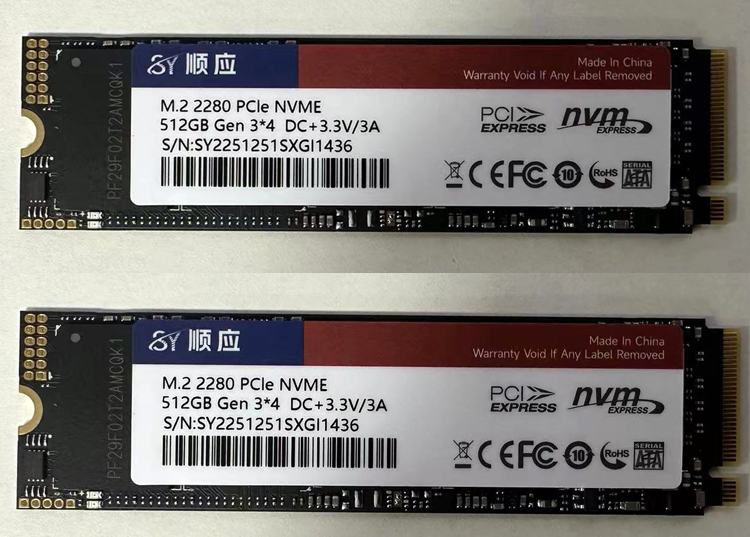 SY 顺应
Made In China
Warranty Void If Any Label Removed
M.2 2280 PCIe NVME
512GB Gen 3*4 DC+3.3V/3A
S/N:SY2251251SXGI1436
PCI
EXPRESS
nvm
EXPRESS
CE FC 10 RoHS SERIAL
ATA
PF29F02T2AMCQK1
SY 顺应
Made In China
Warranty Void If Any Label Removed
M.2 2280 PCIe NVME
512GB Gen 3*4 DC+3.3V/3A
S/N:SY2251251SXGI1436
PCI
EXPRESS
nvm
EXPRESS
CE FC 10 RoHS SERIAL
ATA
PF29F02T2AMCQK1